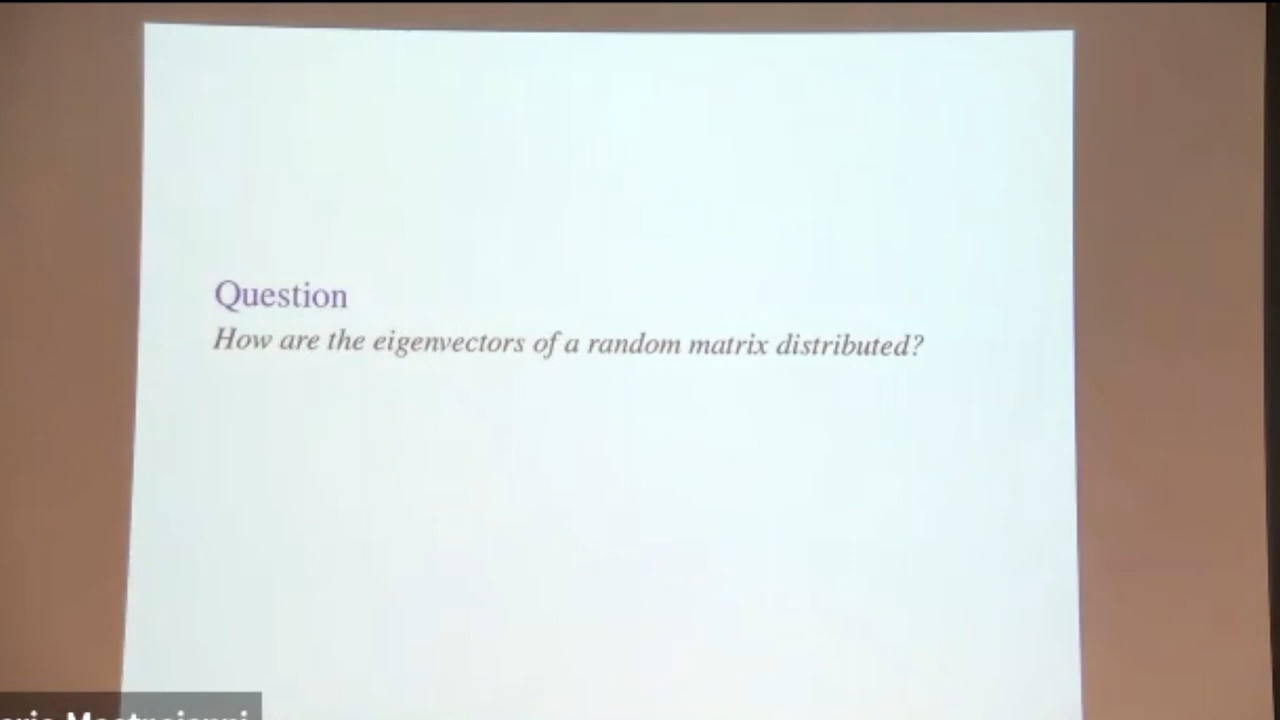 Question
How are the eigenvectors of a random matrix distributed?